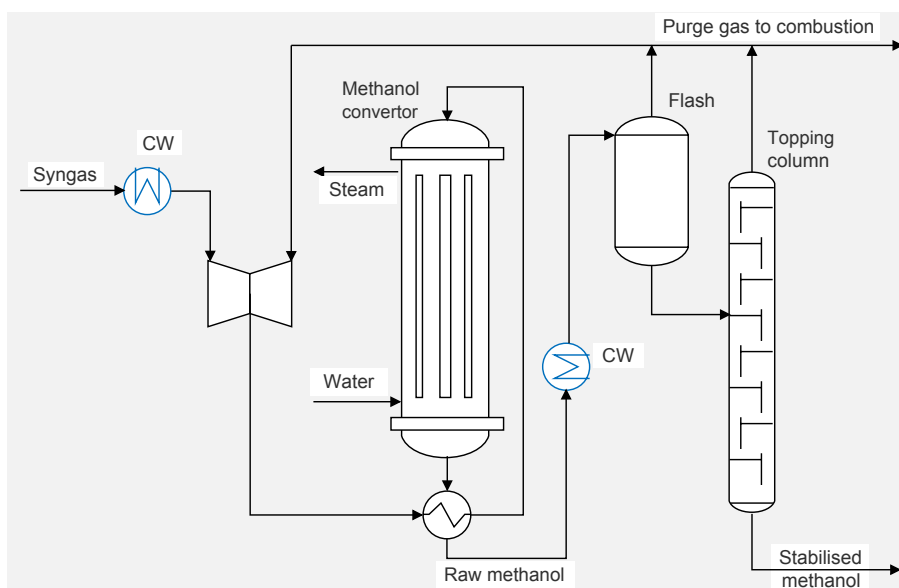 Purge gas to combustion
Methanol
convertor
Flash
CW
Topping
column
Syngas
Steam
Water
CW
Raw methanol
Stabilised
methanol